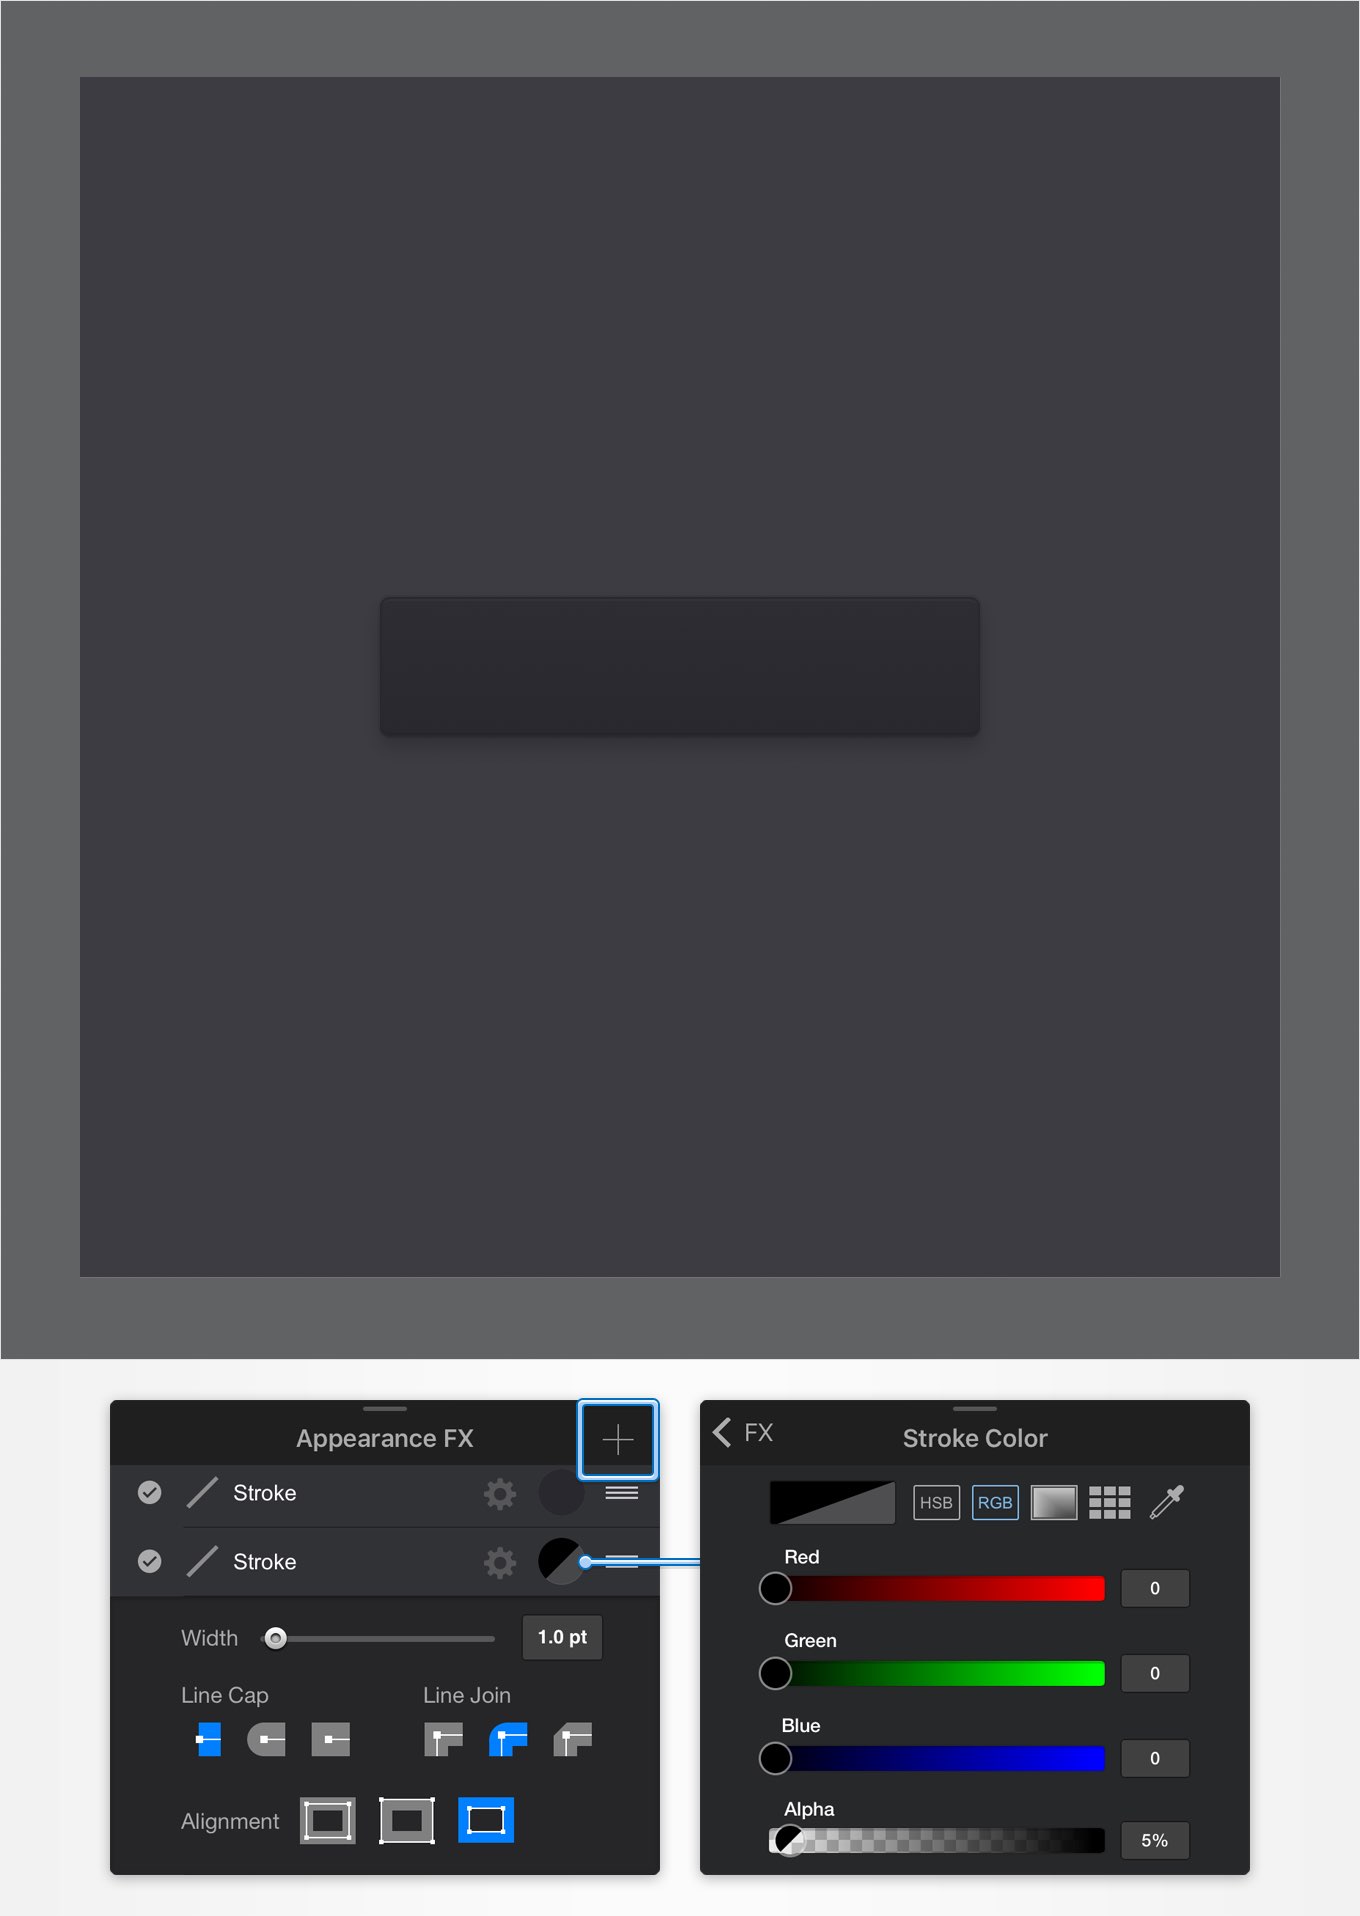 Appearance FX
Stroke
Stroke
Width 1.0 pt
Line Cap Line Join
Alignment
FX Stroke Color
HSB RGB
Red
0
Green
0
Blue
0
Alpha
5%